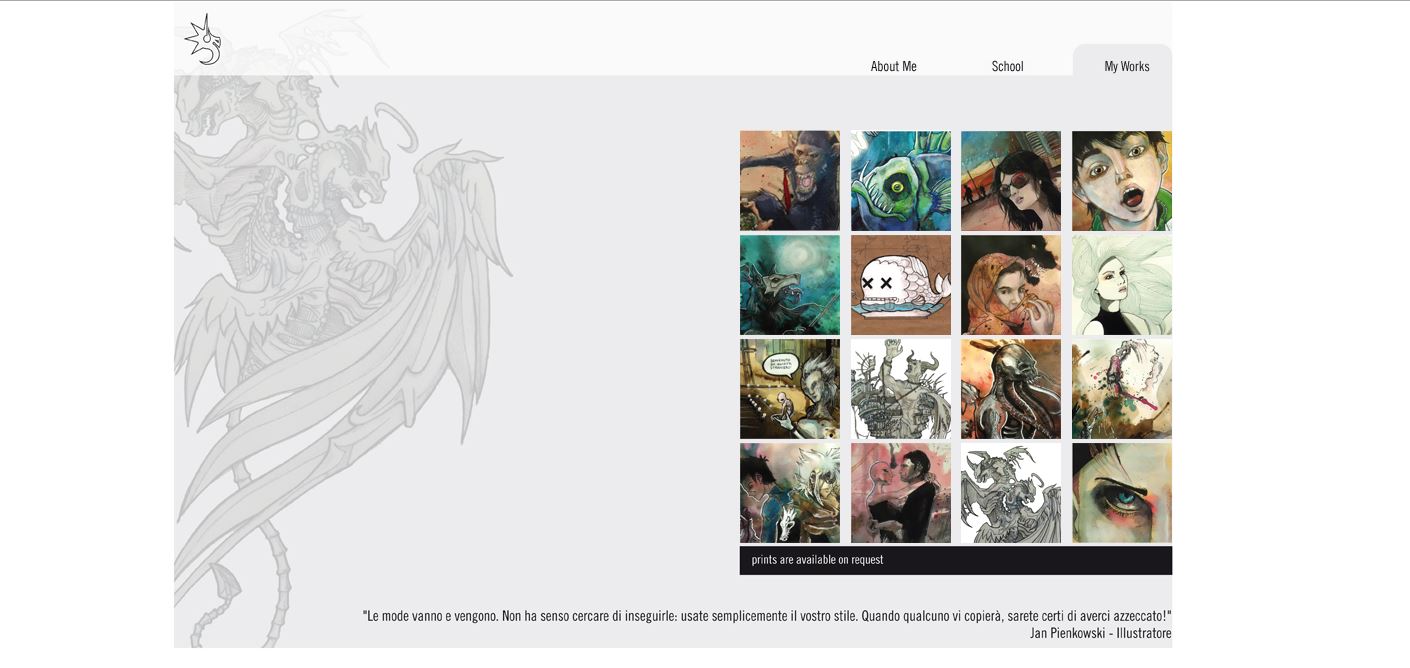 About Me
School
My Works
prints are available on request
"Le mode vanno e vengono. Non ha senso cercare di inseguirle: usate semplicemente il vostro stile. Quando qualcuno vi copierà, sarete certi di averci azzeccato!"
Jan Pienkowski - Illustratore